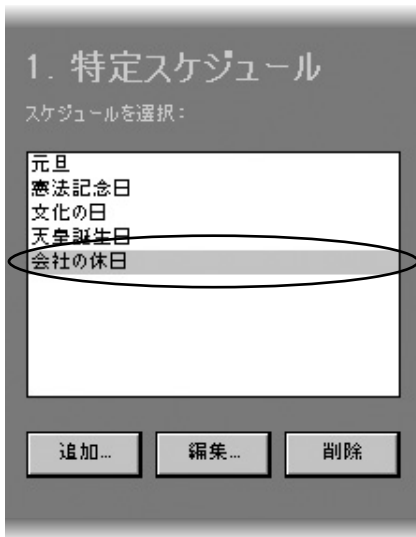 1. 特定スケジュール
スケジュールを選択：
元旦
憲法記念日
文化の日
天皇誕生日
会社の休日
追加...
編集...
削除